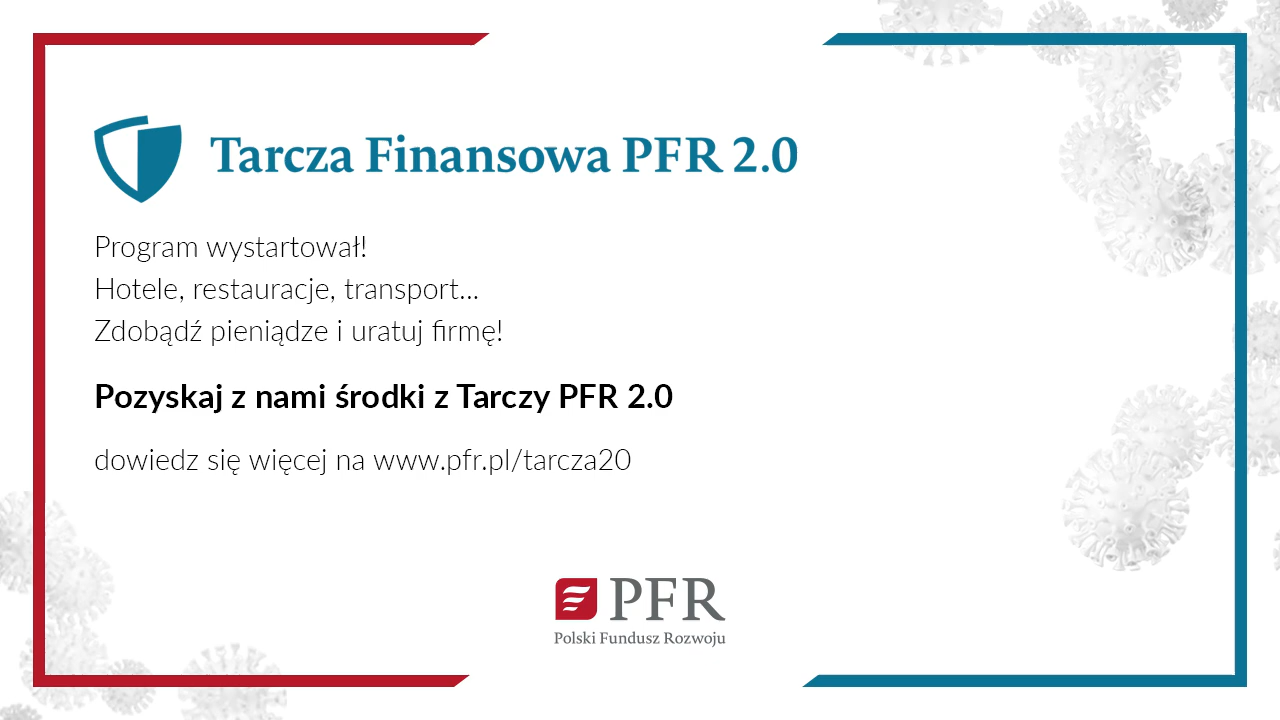 Tarcza Finansowa PFR 2.0
Program wystartował!
Hotele, restauracje, transport...
Zdobądź pieniądze i uratuj firmę!
Pozyskaj z nami środki z Tarczy PFR 2.0
dowiedz się więcej na www.pfr.pl/tarcza20
PFR
Polski Fundusz Rozwoju